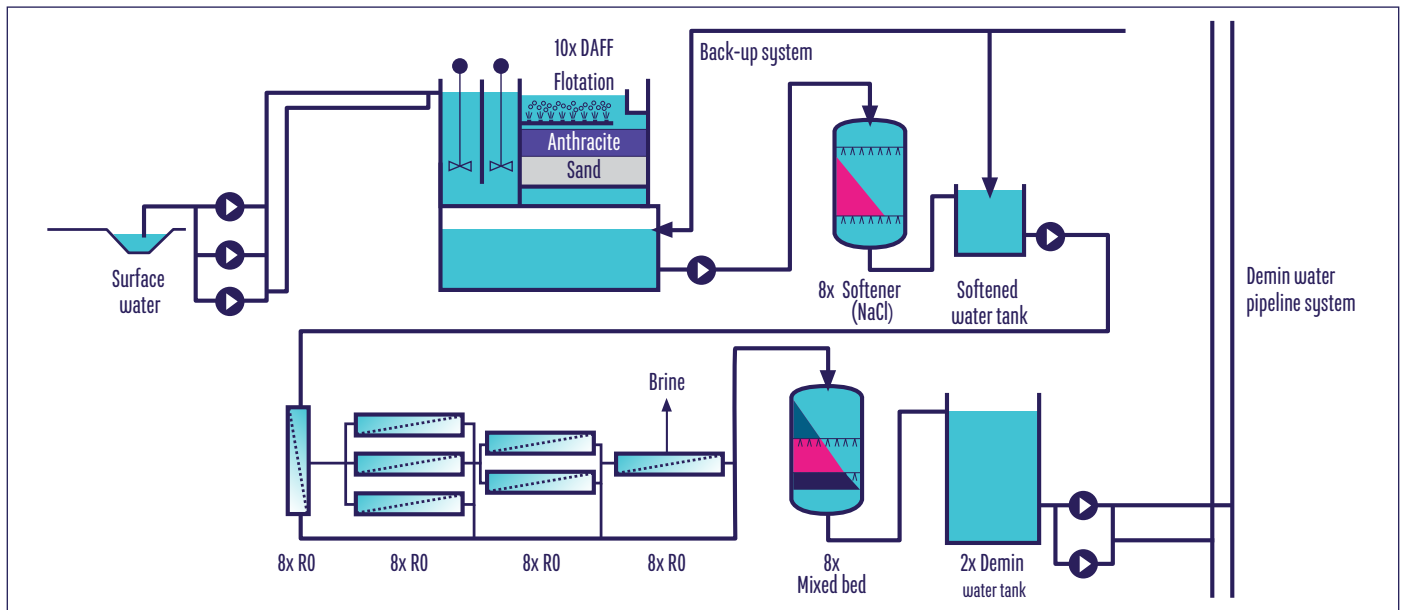 10x DAFF
Flotation
Anthracite
Sand
Back-up system
Surface
water
8x Softener
(NaCl)
Softened
water tank
Demin water
pipeline system
Brine
8x RO
8x RO
8x RO
8x RO
8x
Mixed bed
2x Demin
water tank